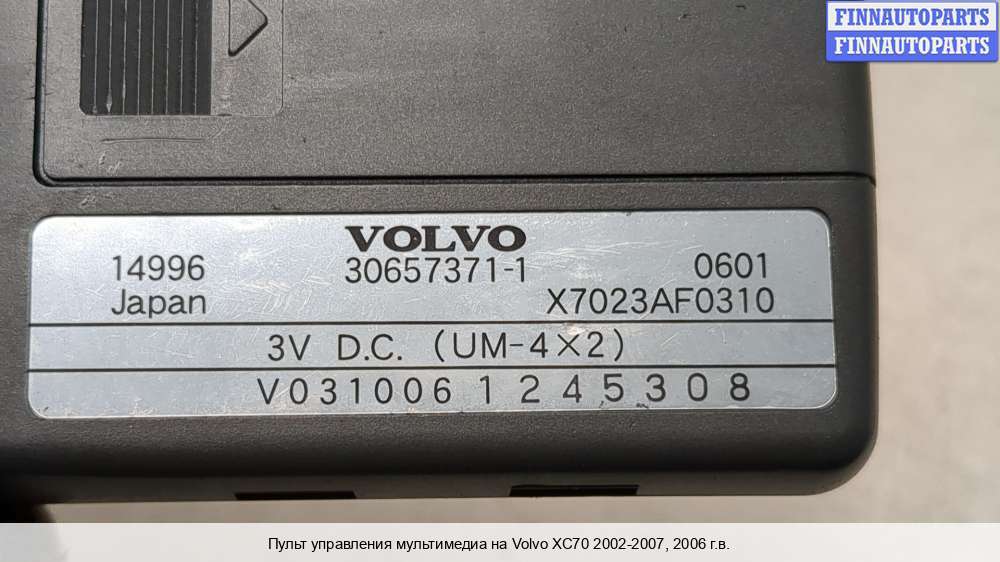 FINNAUTOPARTS
FINNAUTOPARTS
VOLVO
14996 30657371-1 0601
Japan X7023AF0310
3V D.C. (UM-4×2)
V031006 1 2 4 5 3 0 8
Пульт управления мультимедиа на Volvo XC70 2002-2007, 2006 г.в.